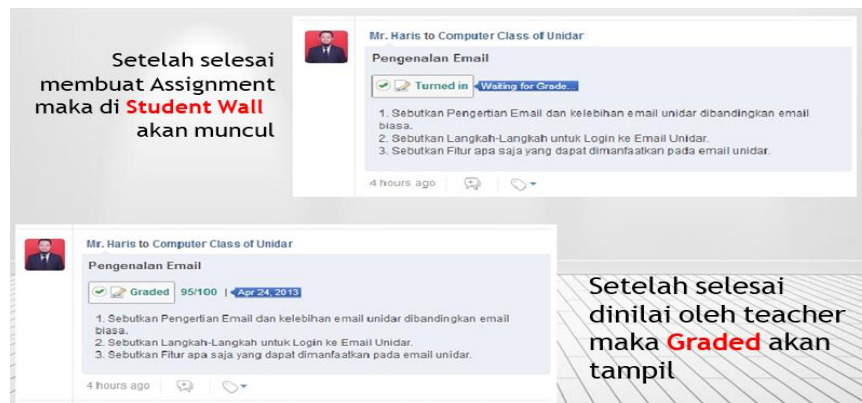 Setelah selesai
membuat Assignment
maka di Student Wall
akan muncul
Mr. Haris to Computer Class of Unidar
Pengenalan Email
Turned in Waiting for Grade...
1. Sebutkan Pengertian Email dan kelebihan email unidar dibandingkan email
biasa.
2. Sebutkan Langkah-Langkah untuk Login ke Email Unidar.
3. Sebutkan Fitur apa saja yang dapat dimanfaatkan pada email unidar.
4 hours ago
Mr. Haris to Computer Class of Unidar
Pengenalan Email
Graded 95/100 | Apr 24, 2013
1. Sebutkan Pengertian Email dan kelebihan email unidar dibandingkan email
biasa.
2. Sebutkan Langkah-Langkah untuk Login ke Email Unidar.
3. Sebutkan Fitur apa saja yang dapat dimanfaatkan pada email unidar.
4 hours ago
Setelah selesai
dinilai oleh teacher
maka Graded akan
tampil